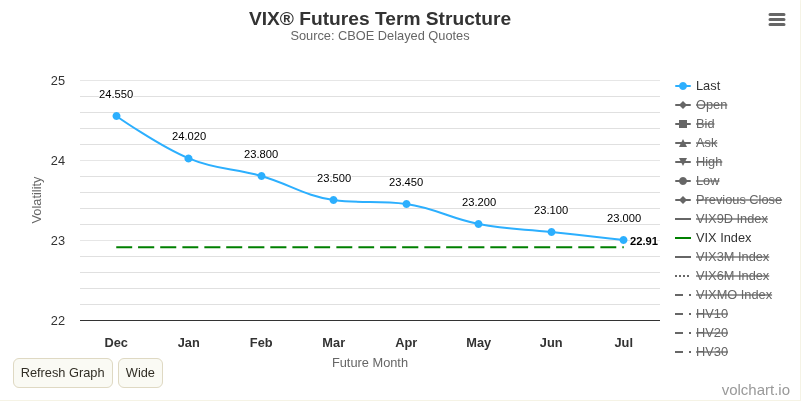 VIX® Futures Term Structure
Source: CBOE Delayed Quotes
25
24
23
22
Volatility
24.550
24.020
23.800
23.500
23.450
23.200
23.100
23.000
22.91
Dec Jan Feb Mar Apr May Jun Jul
Future Month
Last
Open
Bid
Ask
High
Low
Previous Close
VIX9D Index
VIX Index
VIX3M Index
VIX6M Index
VIXMO Index
HV10
HV20
HV30
Refresh Graph Wide
volchart.io